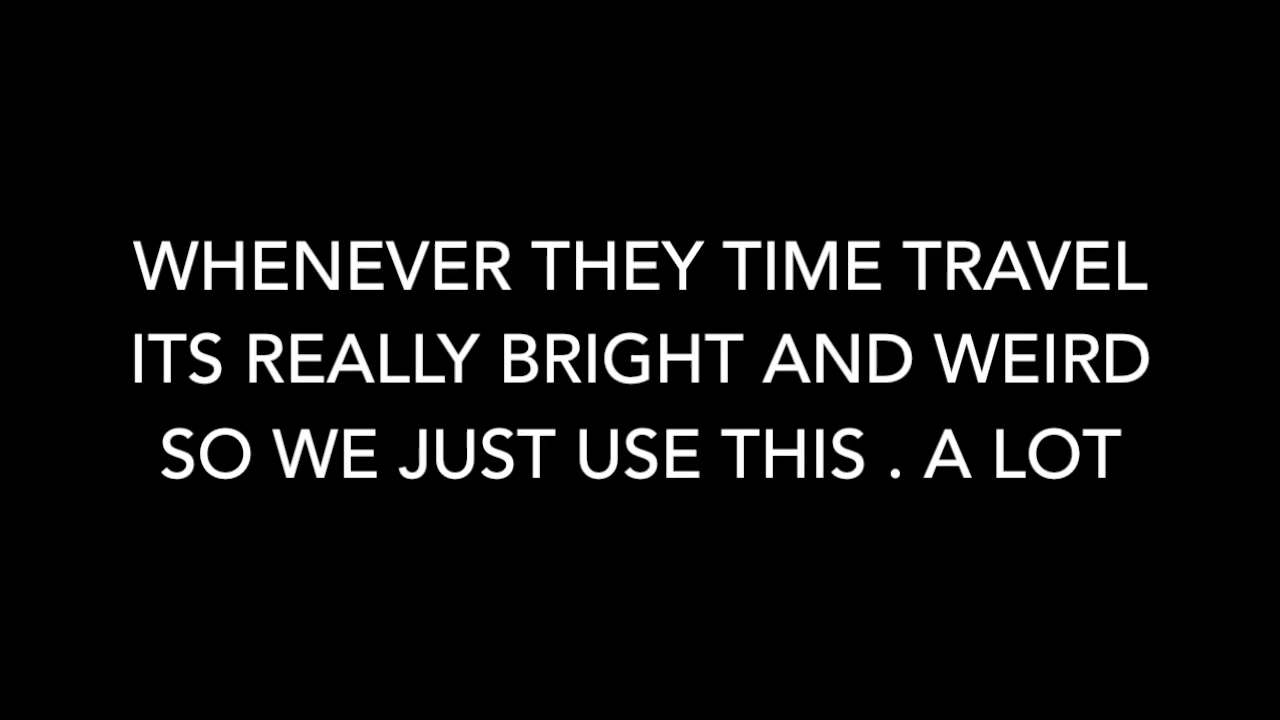 WHENEVER THEY TIME TRAVEL
ITS REALLY BRIGHT AND WEIRD
SO WE JUST USE THIS . A LOT